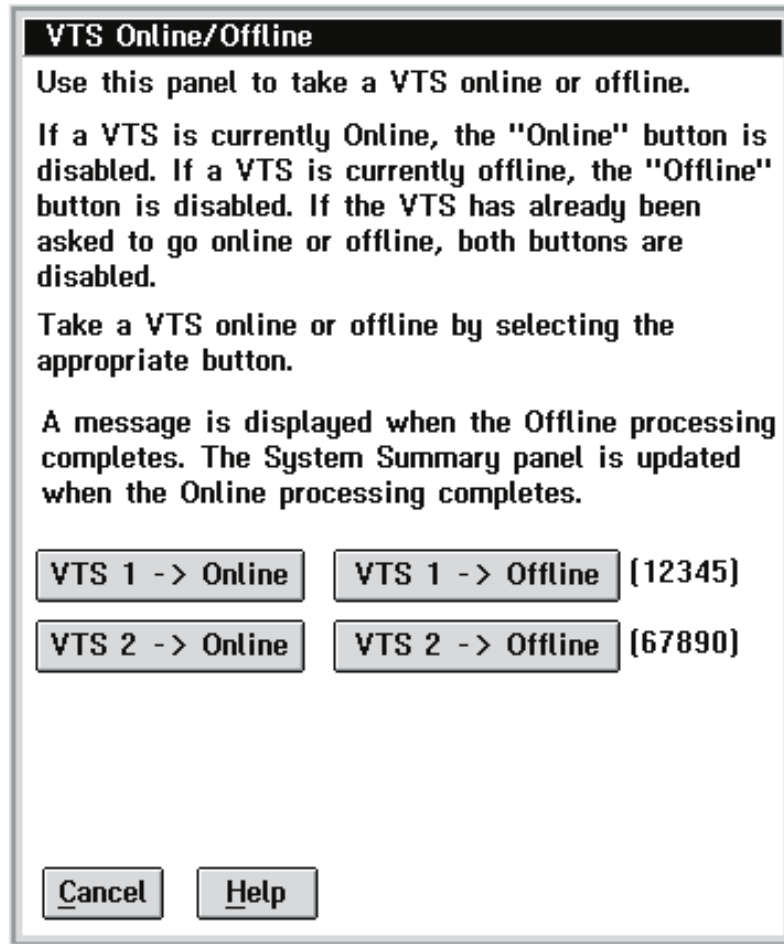 VTS Online/Offline
Use this panel to take a VTS online or offline.
If a VTS is currently Online, the "Online" button is
disabled. If a VTS is currently offline, the "Offline"
button is disabled. If the VTS has already been
asked to go online or offline, both buttons are
disabled.
Take a VTS online or offline by selecting the
appropriate button.
A message is displayed when the Offline processing
completes. The System Summary panel is updated
when the Online processing completes.
VTS 1 -> Online VTS 1 -> Offline (12345)
VTS 2 -> Online VTS 2 -> Offline (67890)
Cancel Help